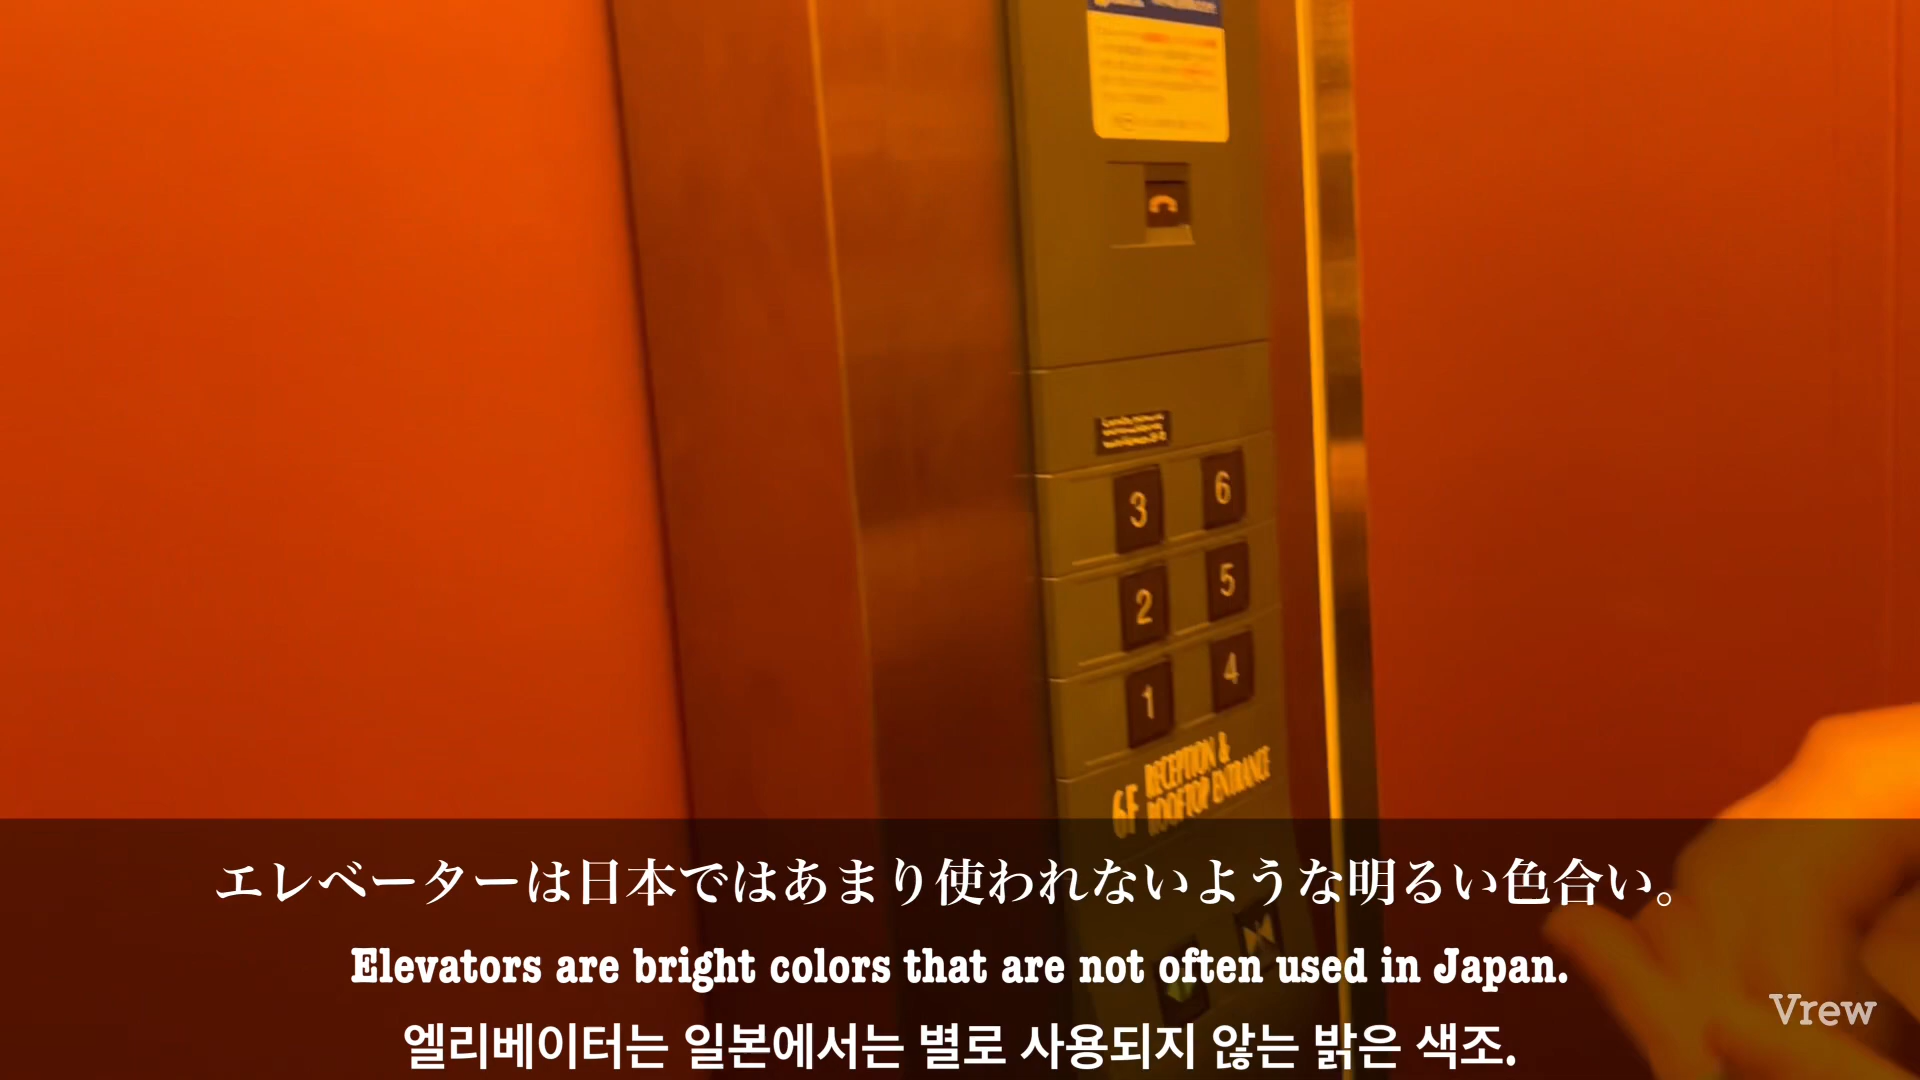 3 6
2 5
1 4
6F RECEPTION &
ROOFTOP ENTRANCE
エレベーターは日本ではあまり使われないような明るい色合い。
Elevators are bright colors that are not often used in Japan.
Vrew
엘리베이터는 일본에서는 별로 사용되지 않는 밝은 색조.